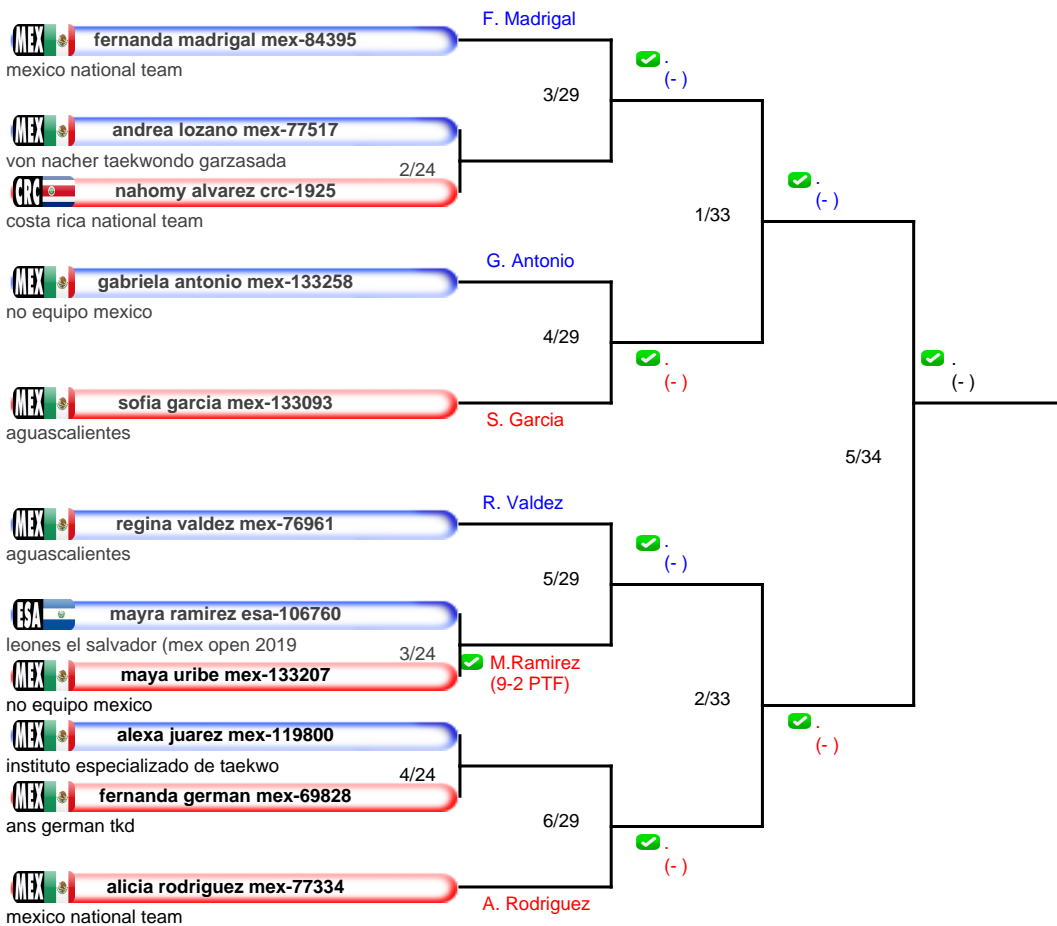 F. Madrigal
MEX fernanda madrigal mex-84395
mexico national team
.
(- )
3/29
MEX andrea lozano mex-77517
von nacher taekwondo garzasada
2/24
CRC nahomy alvarez crc-1925
costa rica national team
.
(- )
1/33
G. Antonio
MEX gabriela antonio mex-133258
no equipo mexico
4/29
.
(- )
.
(- )
MEX sofia garcia mex-133093
aguascalientes
S. Garcia
5/34
R. Valdez
MEX regina valdez mex-76961
aguascalientes
.
(- )
5/29
ESA mayra ramirez esa-106760
leones el salvador (mex open 2019
3/24
M.Ramirez
(9-2 PTF)
MEX maya uribe mex-133207
no equipo mexico
2/33
.
(- )
MEX alexa juarez mex-119800
instituto especializado de taekwo
4/24
MEX fernanda german mex-69828
ans german tkd
6/29
.
(- )
MEX alicia rodriguez mex-77334
mexico national team
A. Rodriguez